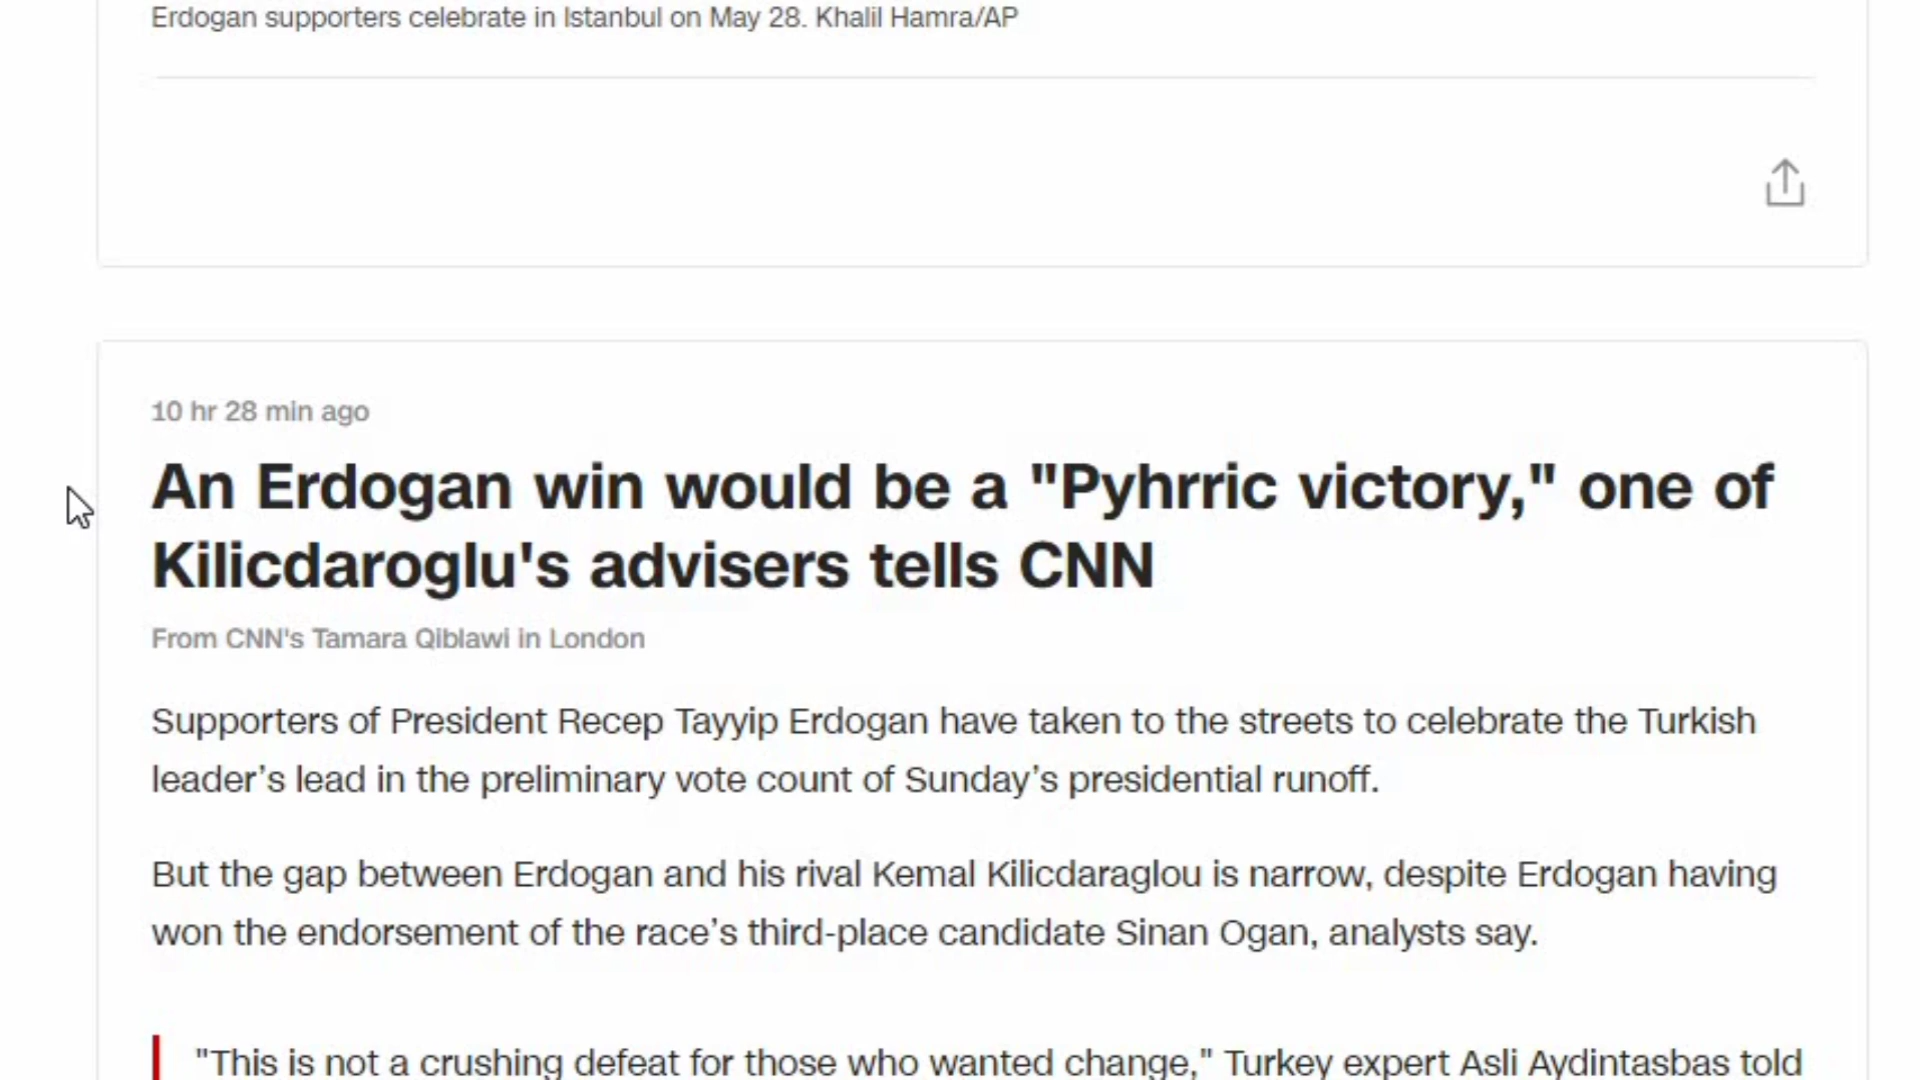 Erdogan supporters celebrate in Istanbul on May 28. Khalil Hamra/AP
10 hr 28 min ago
An Erdogan win would be a "Pyhrric victory," one of
Kilicdaroglu's advisers tells CNN
From CNN's Tamara Qiblawi in London
Supporters of President Recep Tayyip Erdogan have taken to the streets to celebrate the Turkish
leader’s lead in the preliminary vote count of Sunday’s presidential runoff.
But the gap between Erdogan and his rival Kemal Kilicdaraglou is narrow, despite Erdogan having
won the endorsement of the race’s third-place candidate Sinan Ogan, analysts say.
"This is not a crushing defeat for those who wanted change," Turkey expert Asli Aydintasbas told